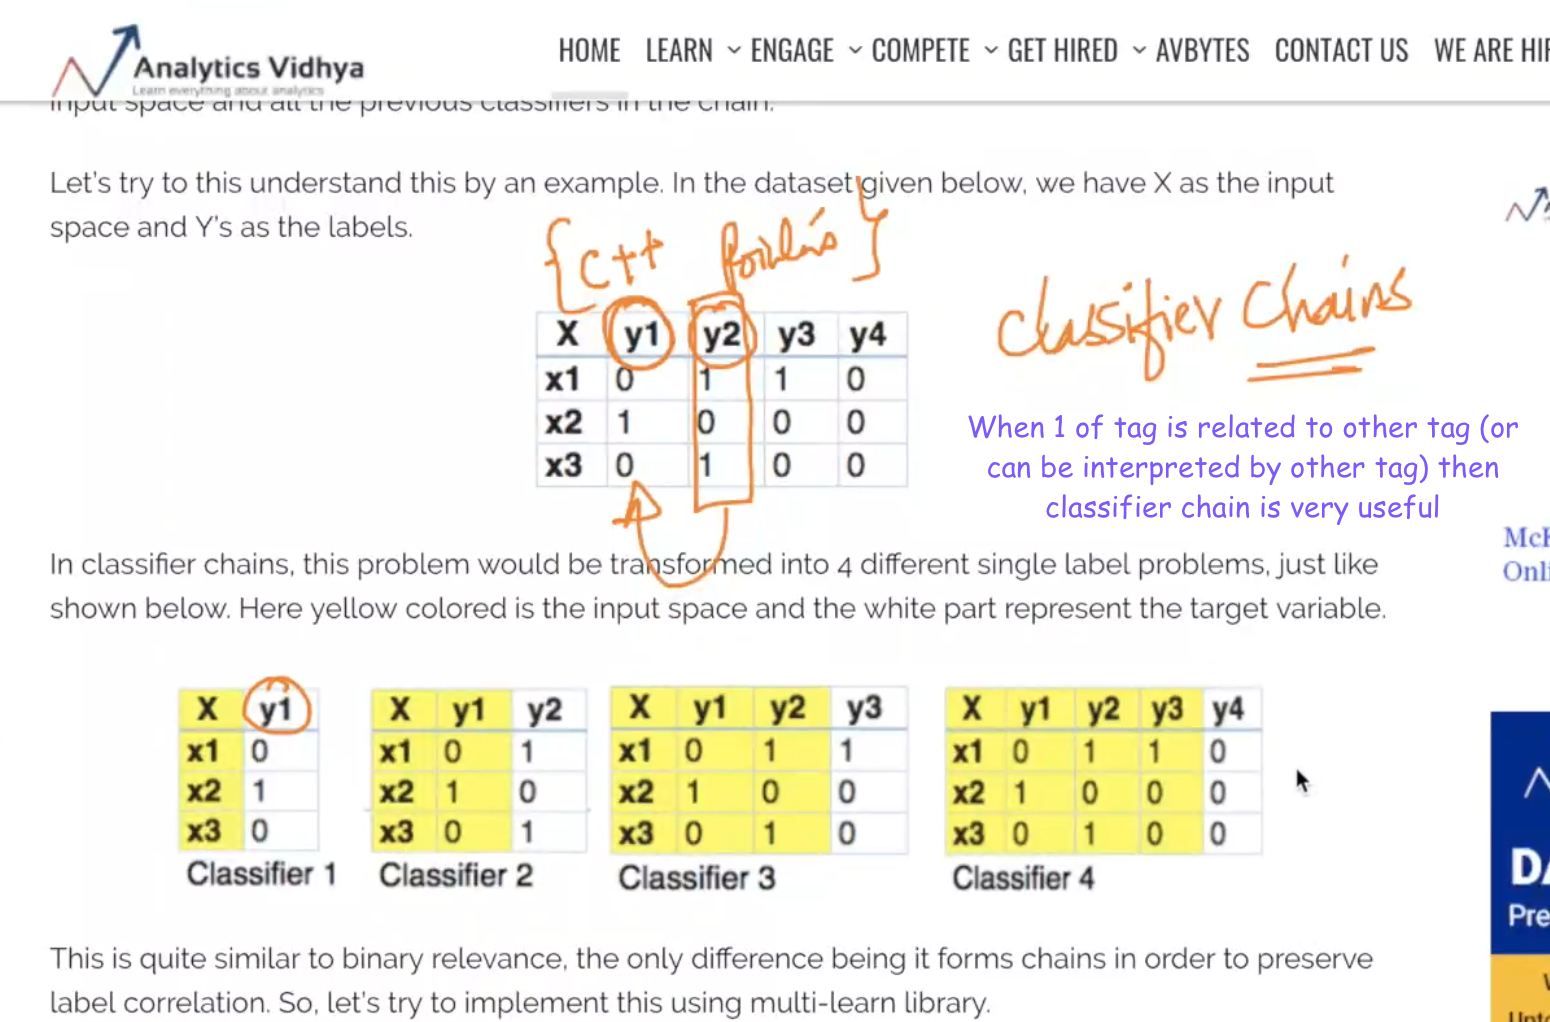 Analytics Vidhya
Learn everything about analytics
HOME LEARN ENGAGE COMPETE GET HIRED AVBYTES CONTACT US WE ARE HIR
input space and all the previous classifiers in the chain.
Let's try to this understand this by an example. In the dataset given below, we have X as the input
space and Y's as the labels.
{ C++ }
X y1 y2 y3 y4
x1 0 1 1 0
x2 1 0 0 0
x3 0 1 0 0
Classifier Chains
When 1 of tag is related to other tag (or
can be interpreted by other tag) then
classifier chain is very useful
McK
Onli
In classifier chains, this problem would be transformed into 4 different single label problems, just like
shown below. Here yellow colored is the input space and the white part represent the target variable.
X y1
x1 0
x2 1
x3 0
Classifier 1
X y1 y2
x1 0 1
x2 1 0
x3 0 1
Classifier 2
X y1 y2 y3
x1 0 1 1
x2 1 0 0
x3 0 1 0
Classifier 3
X y1 y2 y3 y4
x1 0 1 1 0
x2 1 0 0 0
x3 0 1 0 0
Classifier 4
Pre
This is quite similar to binary relevance, the only difference being it forms chains in order to preserve
label correlation. So, let's try to implement this using multi-learn library.